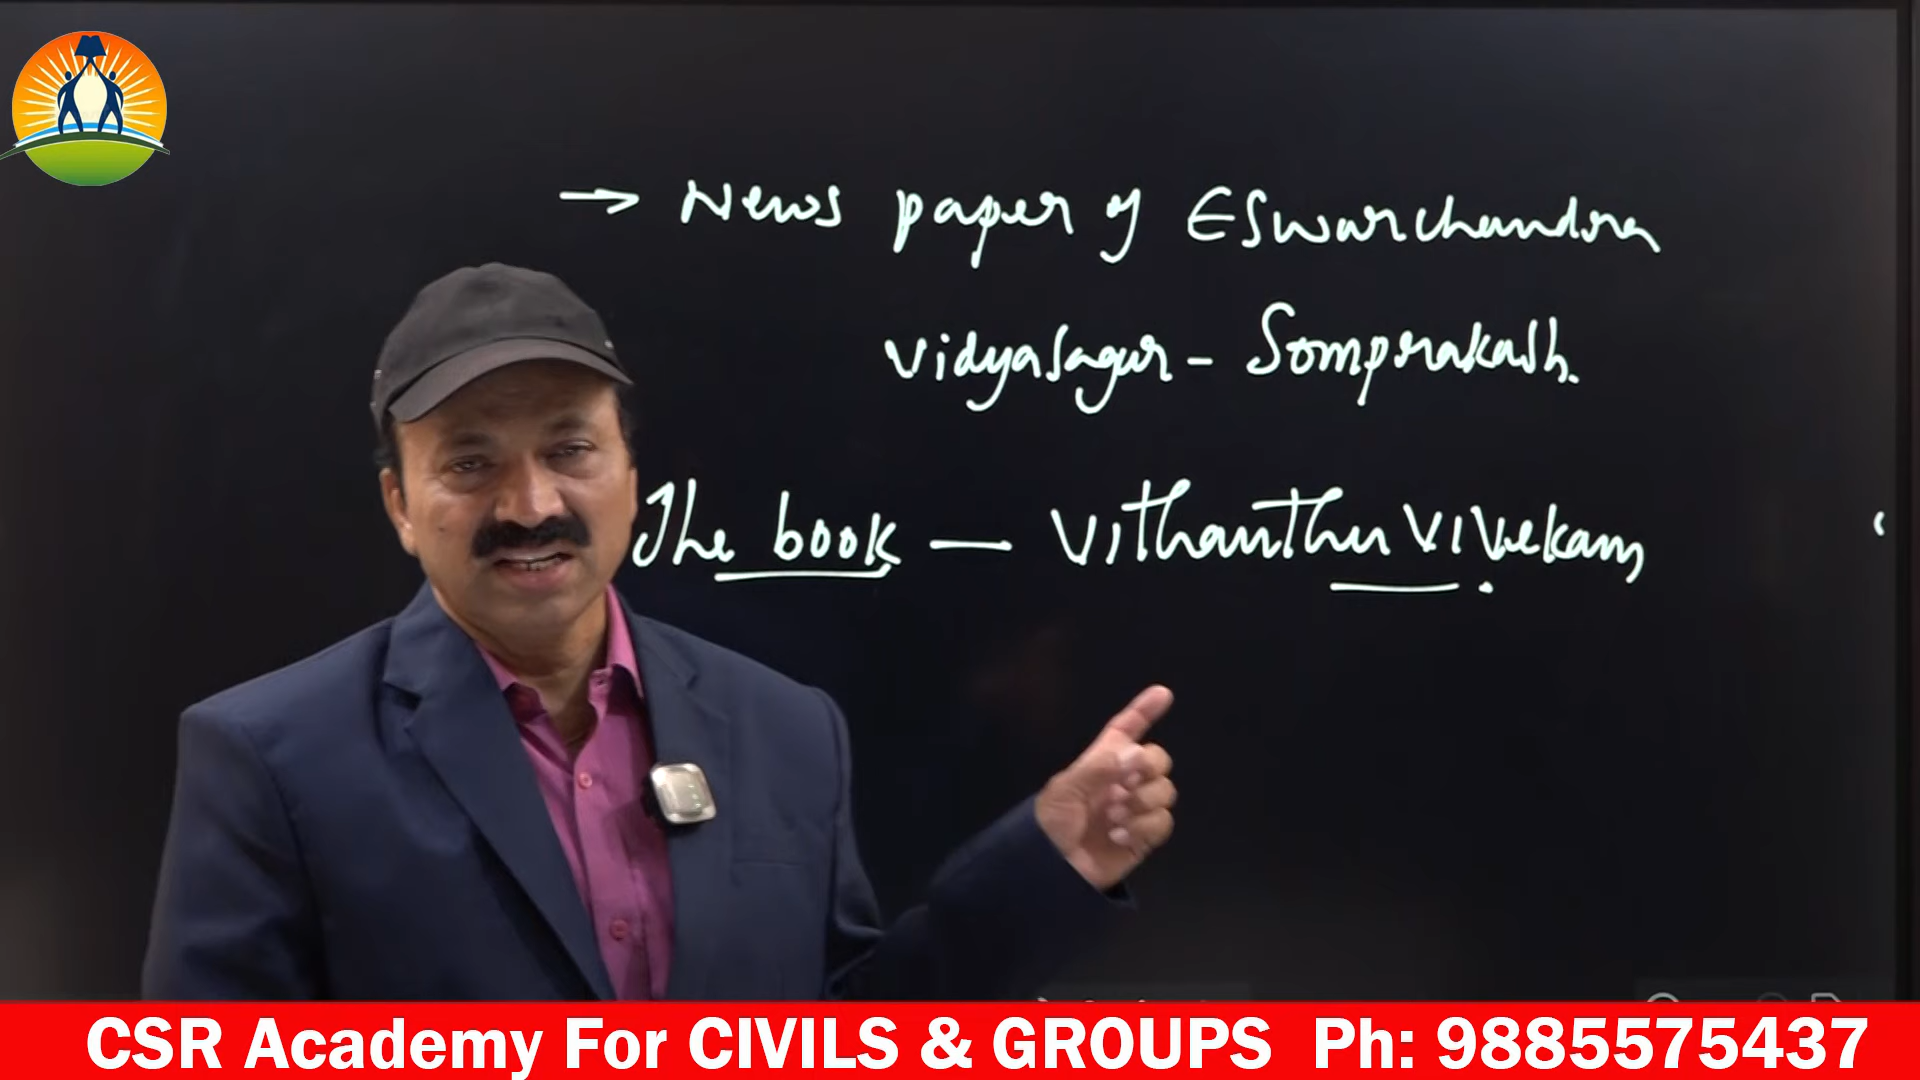 → News paper of Eswarchandra
Vidyasagar - Somprakash.
The book — Vithanthu Vivekam
CSR Academy For CIVILS & GROUPS Ph: 9885575437